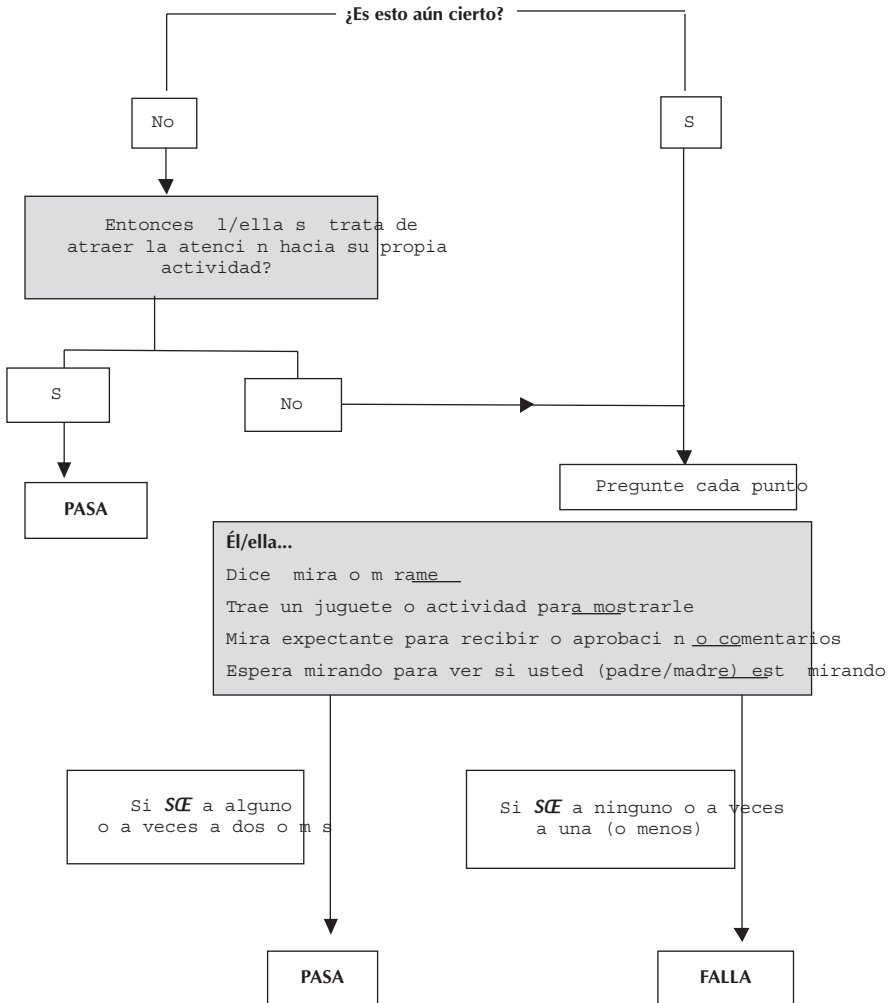 ¿Es esto aún cierto?
No
S
Entonces l/ella s trata de
atraer la atenci n hacia su propia
actividad?
S
No
PASA
Pregunte cada punto
Él/ella...
Dice mira o m rame
Trae un juguete o actividad para mostrarle
Mira expectante para recibir o aprobaci n o comentarios
Espera mirando para ver si usted (padre/madre) est mirando
Si SŒ a alguno
o a veces a dos o m s
Si SŒ a ninguno o a veces
a una (o menos)
PASA
FALLA